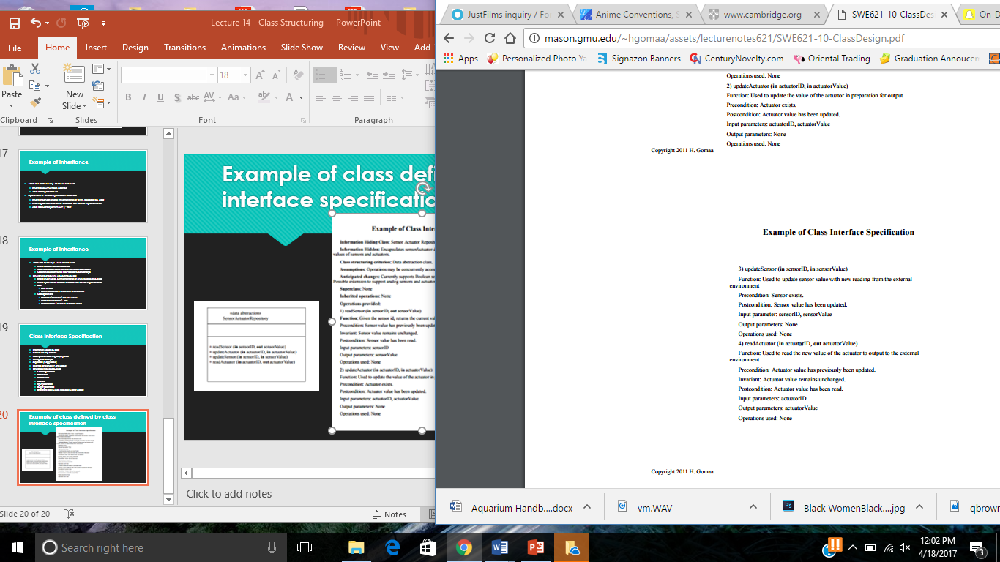 Lecture 14 - Class Structuring - PowerPoint
File Home Insert Design Transitions Animations Slide Show Review View Add-
Paste
New
Slide
18
Clipboard Slides Font Paragraph
17
Example of Inheritance
18
Example of Inheritance
19
Class Interface Specification
20
Example of class defined by class
interface specification
Example of class defi
interface specificatio
«data abstraction»
SensorActuatorRepository
+ readSensor (in sensorID, out sensorValue)
+ updateActuator (in actuatorID, in actuatorValue)
+ updateSensor (in sensorID, in sensorValue)
+ readActuator (in actuatorID, out actuatorValue)
Example of Class Inte
Information Hiding Class: Sensor Actuator Reposit
Information Hidden: Encapsulates sensor/actuator
values of sensors and actuators.
Class structuring criterion: Data abstraction class.
Assumptions: Operations may be concurrently acces
Anticipated changes: Currently supports Boolean se
Possible extension to support analog sensors and actuator
Superclass: None
Inherited operations: None
Operations provided:
1) readSensor (in sensorID, out sensorValue)
Function: Given the sensor id, returns the current val
Precondition: Sensor value has previously been updat
Invariant: Sensor value remains unchanged.
Postcondition: Sensor value has been read.
Input parameters: sensorID
Output parameters: sensorValue
Operations used: None
2) updateActuator (in actuatorID, in actuatorValue)
Function: Used to update the value of the actuator in
Precondition: Actuator exists.
Postcondition: Actuator value has been updated.
Input parameters: actuatorID, actuatorValue
Output parameters: None
Operations used: None
Click to add notes
Slide 20 of 20
Notes
JustFilms inquiry / Fo
Anime Conventions, S
www.cambridge.org
SWE621-10-ClassDesi
On-D
mason.gmu.edu/~hgomaa/assets/lecturenotes621/SWE621-10-ClassDesign.pdf
Apps Personalized Photo Ya Signazon Banners CenturyNovelty.com Oriental Trading Graduation Annoucen
Operations used: None
2) updateActuator (in actuatorID, in actuatorValue)
Function: Used to update the value of the actuator in preparation for output
Precondition: Actuator exists.
Postcondition: Actuator value has been updated.
Input parameters: actuatorID, actuatorValue
Output parameters: None
Operations used: None
Copyright 2011 H. Gomaa
Example of Class Interface Specification
3) updateSensor (in sensorID, in sensorValue)
Function: Used to update sensor value with new reading from the external
environment
Precondition: Sensor exists.
Postcondition: Sensor value has been updated.
Input parameters: sensorID, sensorValue
Output parameters: None
Operations used: None
4) readActuator (in actuatorID, out actuatorValue)
Function: Used to read the new value of the actuator to output to the external
environment
Precondition: Actuator value has previously been updated.
Invariant: Actuator value remains unchanged.
Postcondition: Actuator value has been read.
Input parameters: actuatorID
Output parameters: actuatorValue
Operations used: None
Copyright 2011 H. Gomaa
Aquarium Handb....docx
vm.WAV
Black WomenBlack....jpg
qbrown
Search right here
12:02 PM
4/18/2017
3